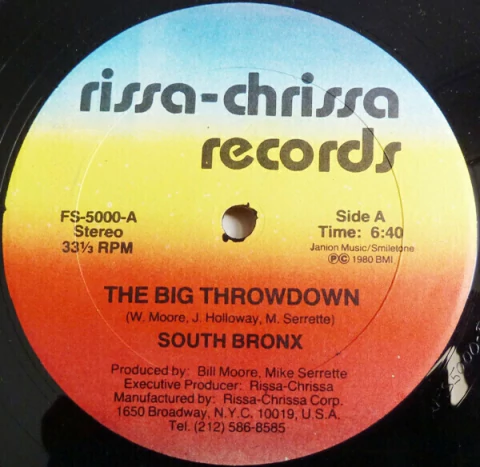 rissa-chrissa
records
FS-5000-A
Stereo
33⅓ RPM
Side A
Time: 6:40
Janion Music/Smiletone
Ⓟ© 1980 BMI
THE BIG THROWDOWN
(W. Moore, J. Holloway, M. Serrette)
SOUTH BRONX
Produced by: Bill Moore, Mike Serrette
Executive Producer: Rissa-Chrissa
Manufactured by: Rissa-Chrissa Corp.
1650 Broadway, N.Y.C. 10019, U.S.A.
Tel. (212) 586-8585